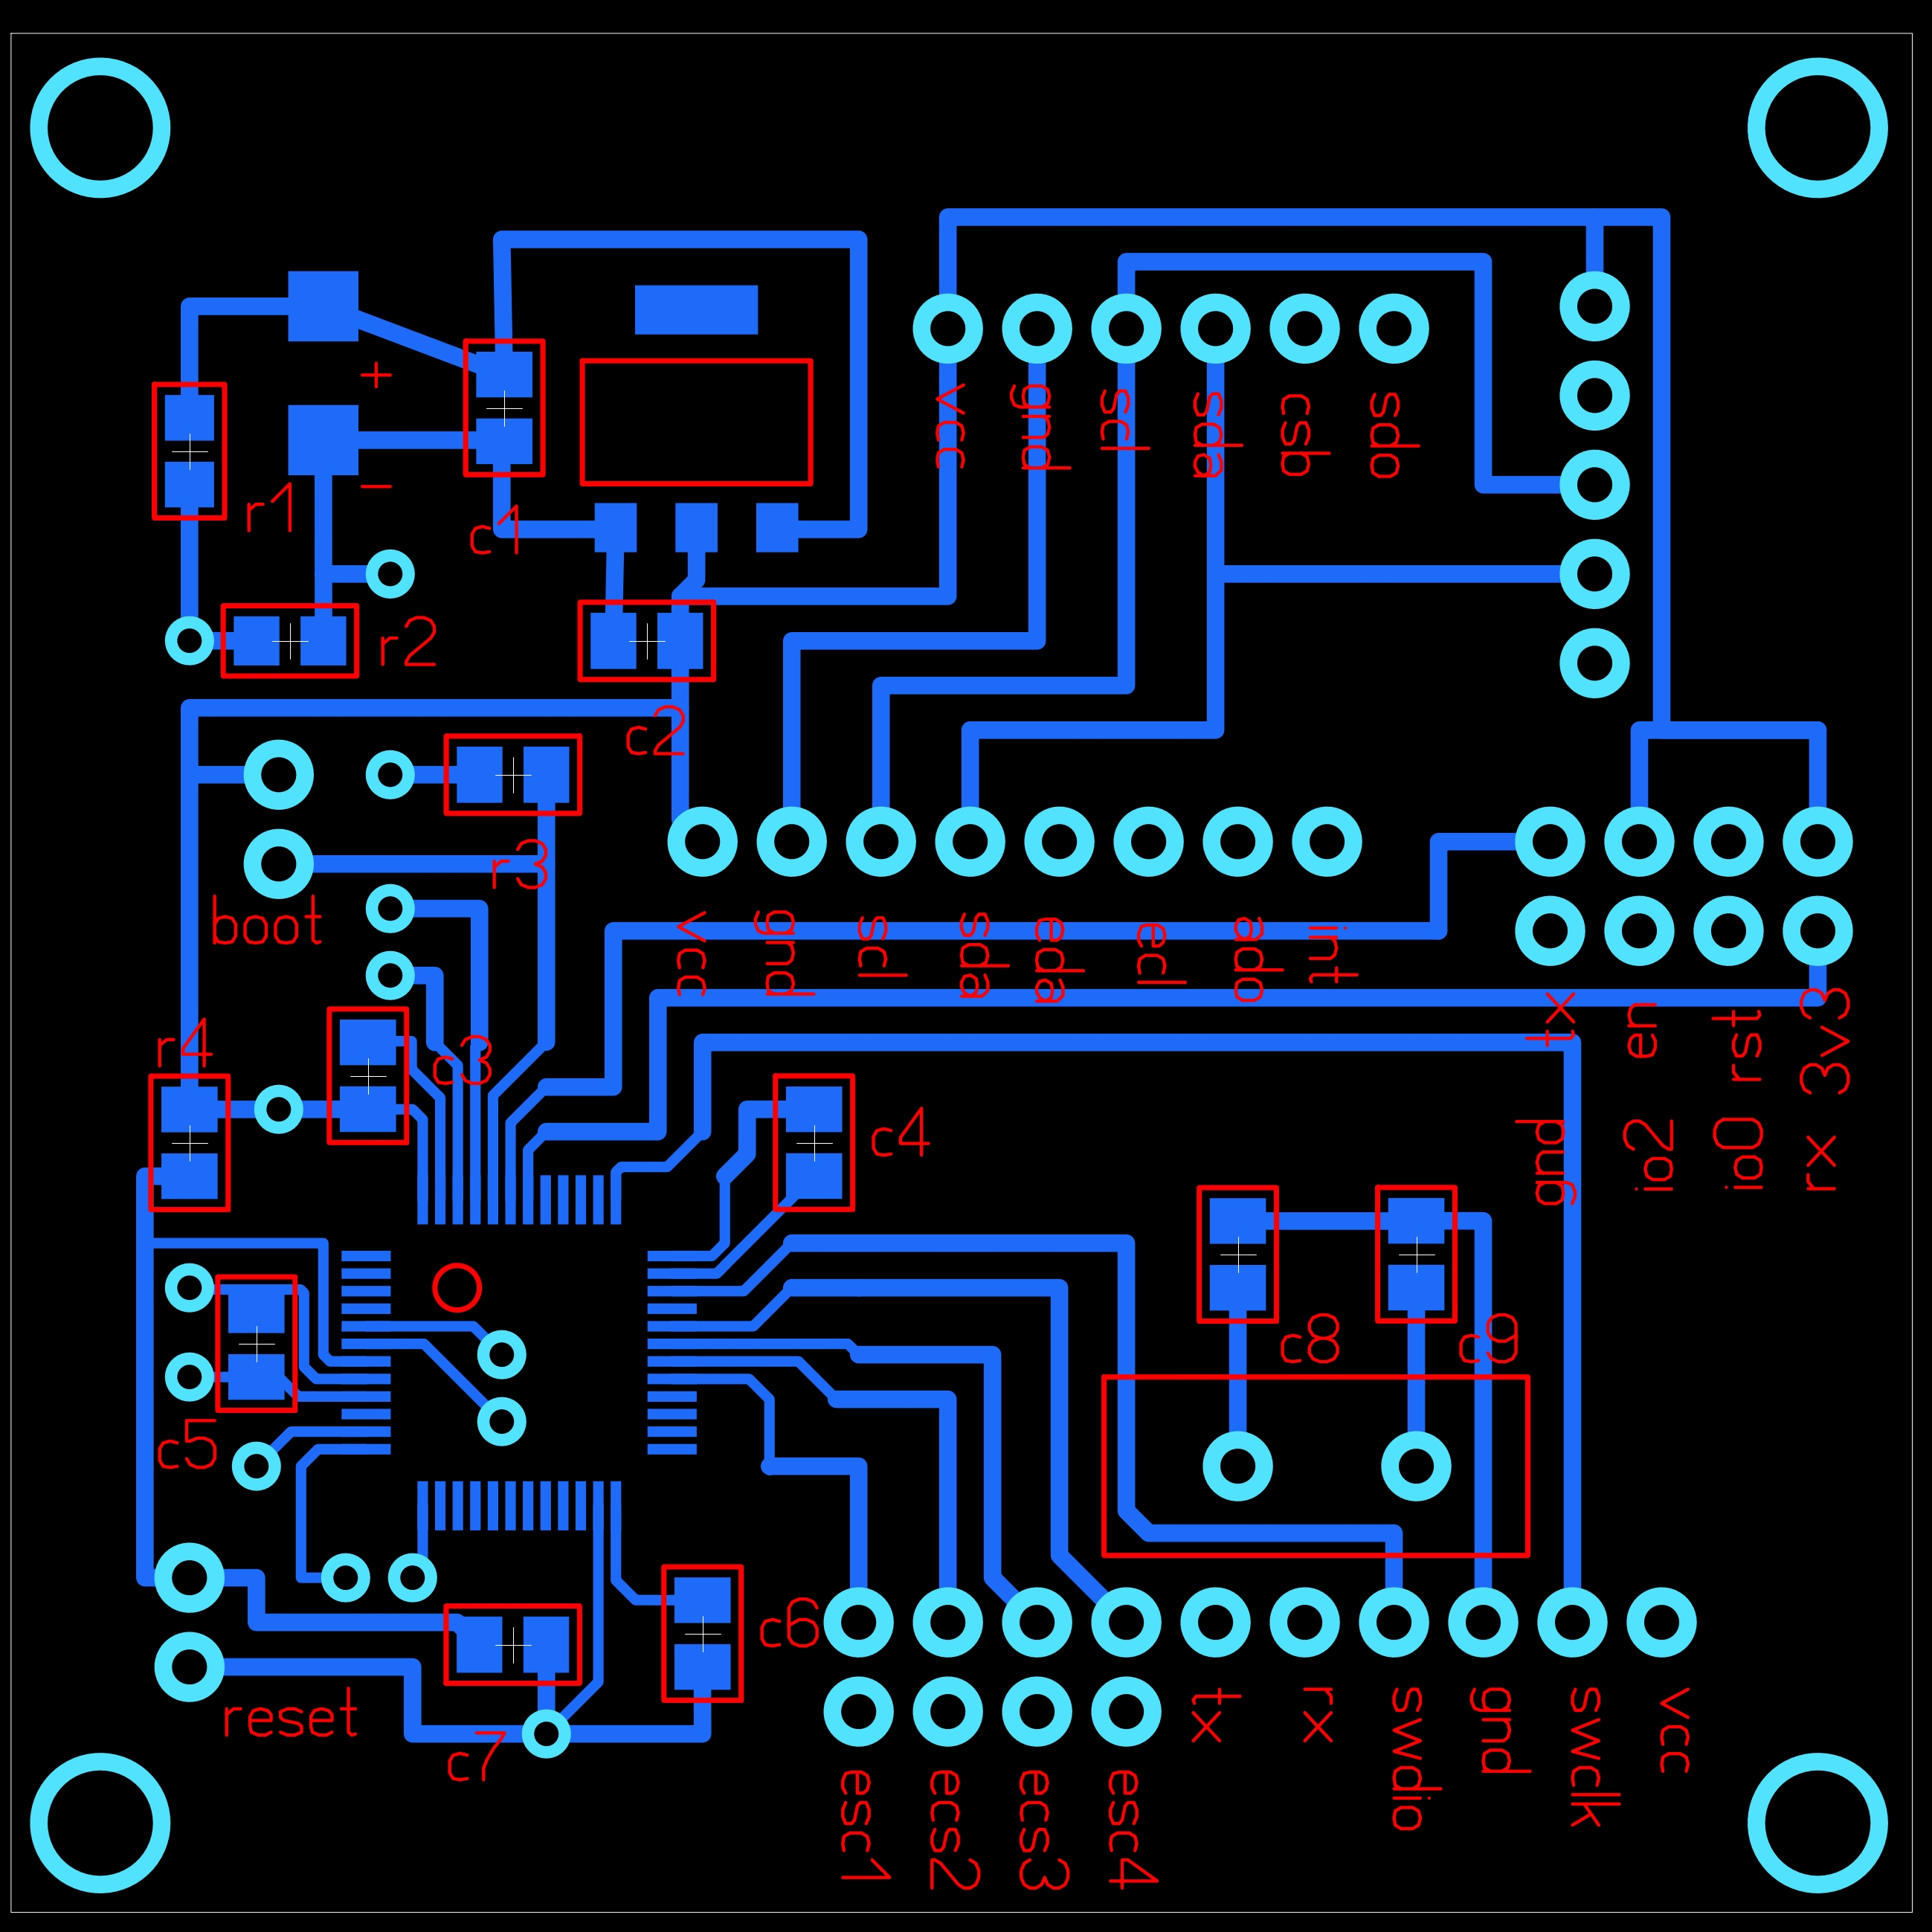 +
vcc
gnd
scl
sda
csb
sdo
−
r1
c1
r2
c2
r3
boot
vcc
gnd
scl
sda
eda
ecl
ado
int
r4
c3
c4
gnd tx
io2 en
io0 rst
rx 3v3
c8
c9
c5
c6
reset
c7
tx
rx
swdio
gnd
swclk
vcc
esc1
ecs2
ecs3
esc4